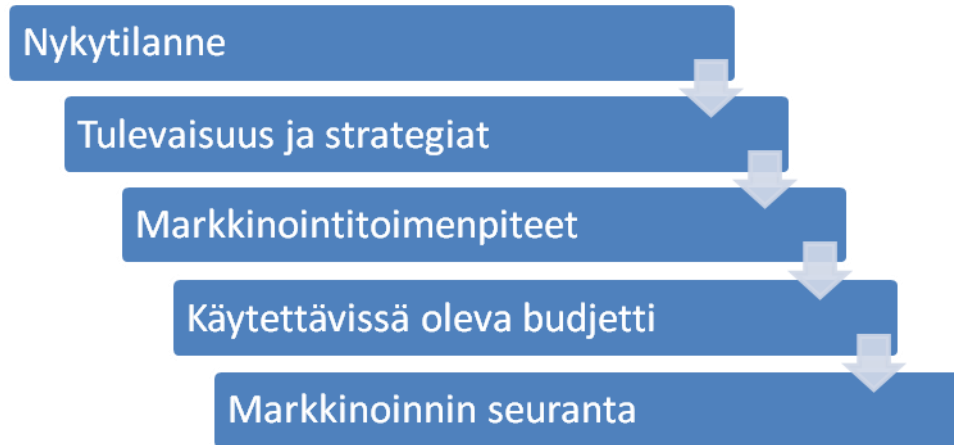 Nykytilanne
Tulevaisuus ja strategiat
Markkinointitoimenpiteet
Käytettävissä oleva budjetti
Markkinoinnin seuranta